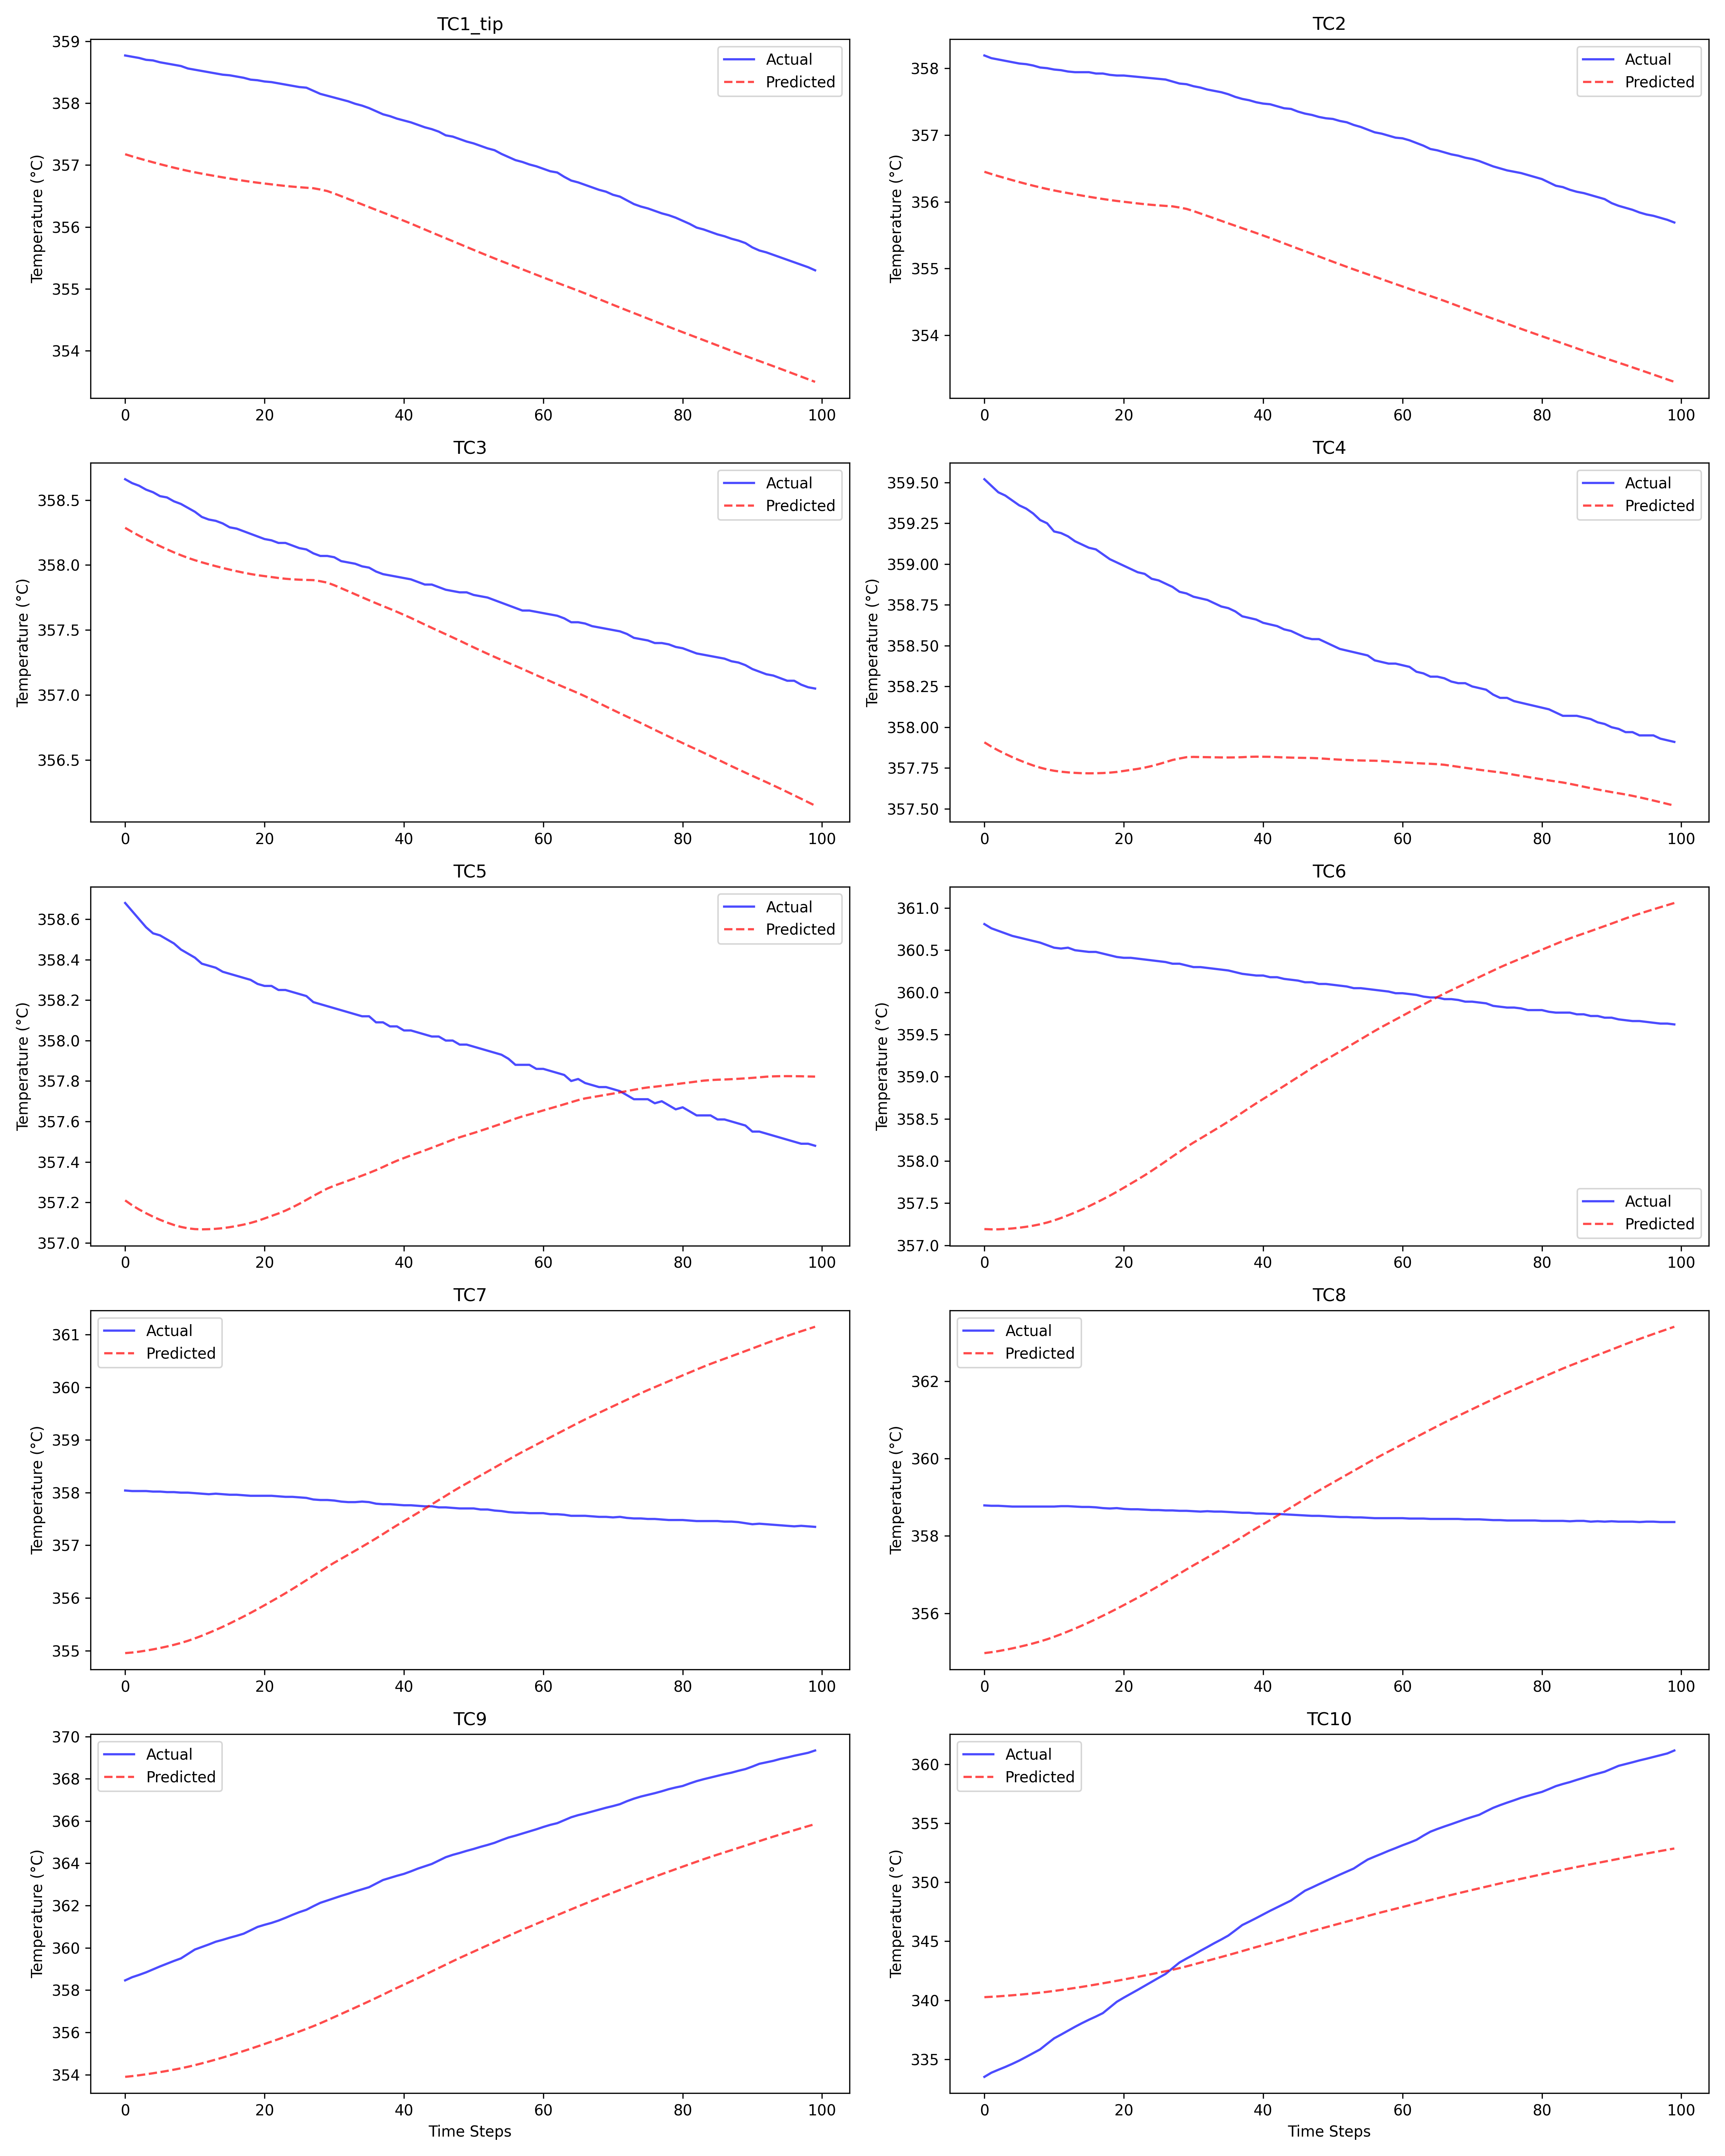 TC1_tip
Temperature (°C)
359
358
357
356
355
354
0 20 40 60 80 100
Actual
Predicted
TC2
Temperature (°C)
358
357
356
355
354
0 20 40 60 80 100
Actual
Predicted
TC3
Temperature (°C)
358.5
358.0
357.5
357.0
356.5
0 20 40 60 80 100
Actual
Predicted
TC4
Temperature (°C)
359.50
359.25
359.00
358.75
358.50
358.25
358.00
357.75
357.50
0 20 40 60 80 100
Actual
Predicted
TC5
Temperature (°C)
358.6
358.4
358.2
358.0
357.8
357.6
357.4
357.2
357.0
0 20 40 60 80 100
Actual
Predicted
TC6
Temperature (°C)
361.0
360.5
360.0
359.5
359.0
358.5
358.0
357.5
357.0
0 20 40 60 80 100
Actual
Predicted
TC7
Temperature (°C)
361
360
359
358
357
356
355
0 20 40 60 80 100
Actual
Predicted
TC8
Temperature (°C)
362
360
358
356
0 20 40 60 80 100
Actual
Predicted
TC9
Temperature (°C)
370
368
366
364
362
360
358
356
354
0 20 40 60 80 100
Time Steps
Actual
Predicted
TC10
Temperature (°C)
360
355
350
345
340
335
0 20 40 60 80 100
Time Steps
Actual
Predicted